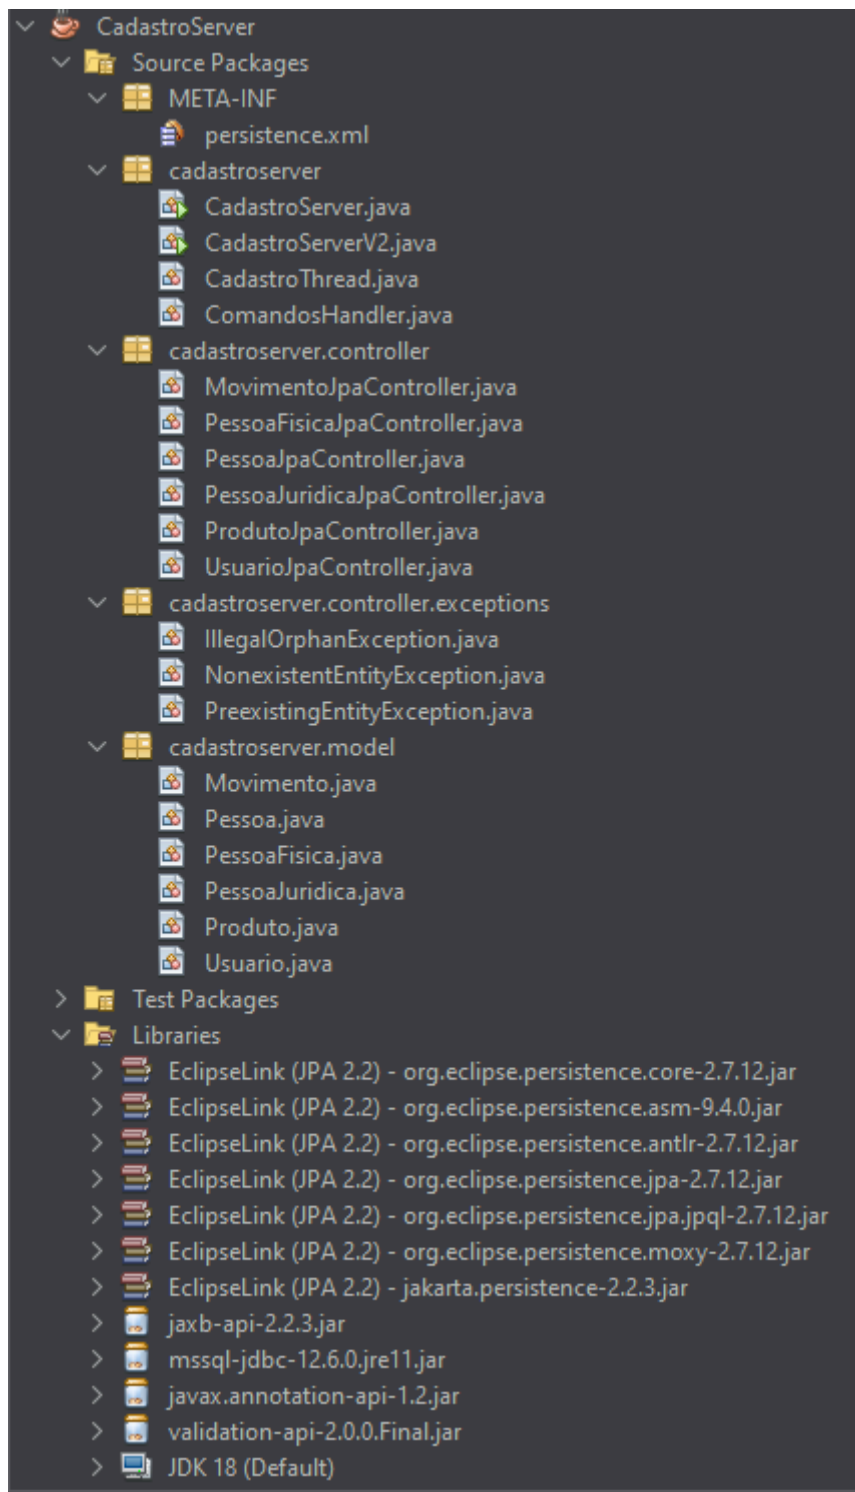 CadastroServer
Source Packages
META-INF
persistence.xml
cadastroserver
CadastroServer.java
CadastroServerV2.java
CadastroThread.java
ComandosHandler.java
cadastroserver.controller
MovimentoJpaController.java
PessoaFisicaJpaController.java
PessoaJpaController.java
PessoaJuridicaJpaController.java
ProdutoJpaController.java
UsuarioJpaController.java
cadastroserver.controller.exceptions
IllegalOrphanException.java
NonexistentEntityException.java
PreexistingEntityException.java
cadastroserver.model
Movimento.java
Pessoa.java
PessoaFisica.java
PessoaJuridica.java
Produto.java
Usuario.java
Test Packages
Libraries
EclipseLink (JPA 2.2) - org.eclipse.persistence.core-2.7.12.jar
EclipseLink (JPA 2.2) - org.eclipse.persistence.asm-9.4.0.jar
EclipseLink (JPA 2.2) - org.eclipse.persistence.antlr-2.7.12.jar
EclipseLink (JPA 2.2) - org.eclipse.persistence.jpa-2.7.12.jar
EclipseLink (JPA 2.2) - org.eclipse.persistence.jpa.jpql-2.7.12.jar
EclipseLink (JPA 2.2) - org.eclipse.persistence.moxy-2.7.12.jar
EclipseLink (JPA 2.2) - jakarta.persistence-2.2.3.jar
jaxb-api-2.2.3.jar
mssql-jdbc-12.6.0.jre11.jar
javax.annotation-api-1.2.jar
validation-api-2.0.0.Final.jar
JDK 18 (Default)